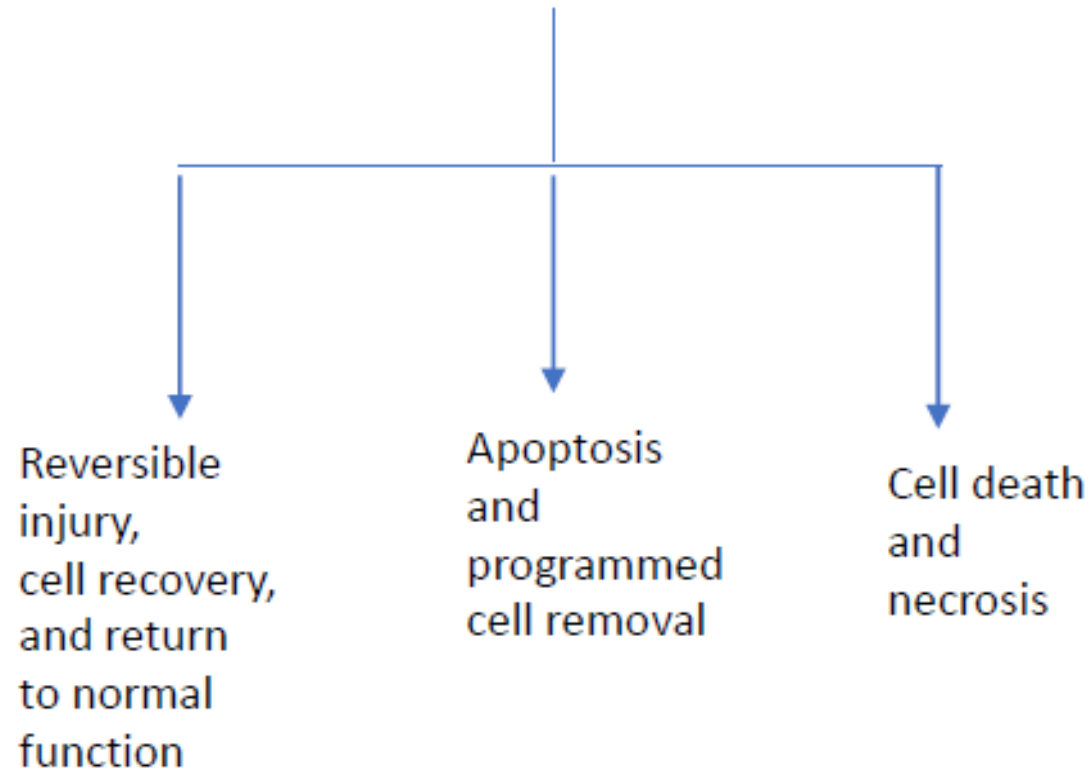 Reversible
injury,
cell recovery,
and return
to normal
function
Apoptosis
and
programmed
cell removal
Cell death
and
necrosis